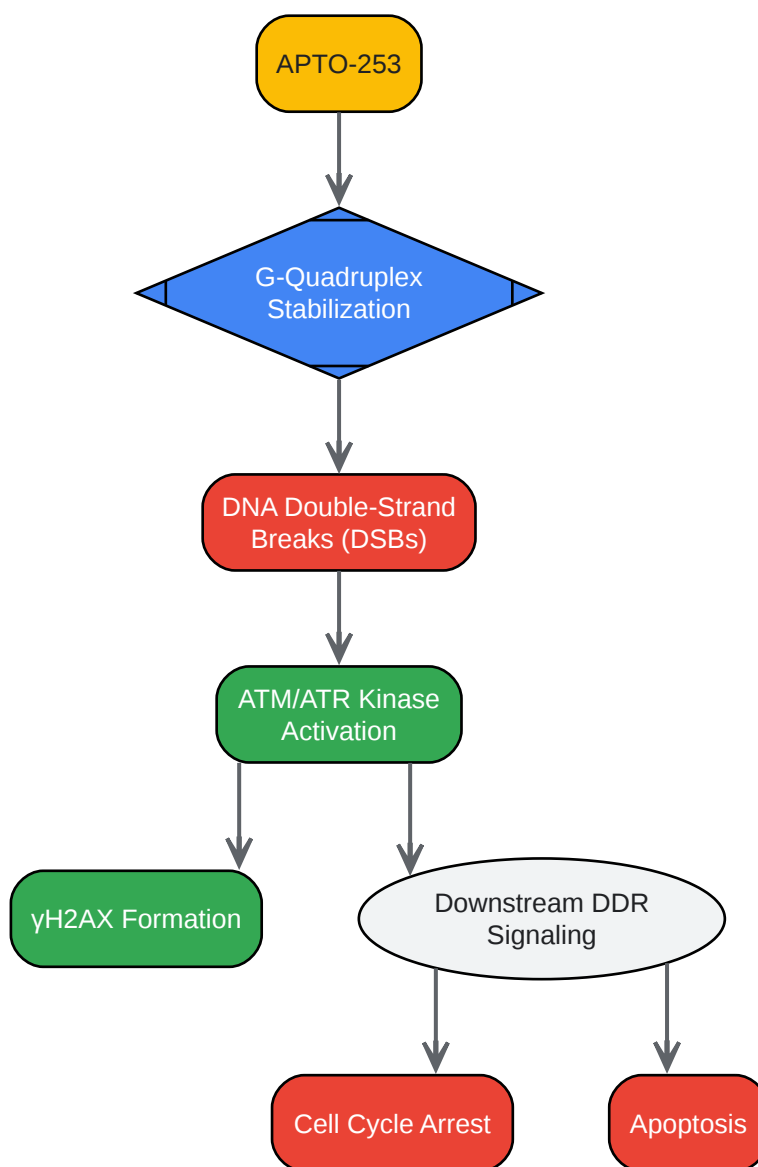 APTO-253
G-Quadruplex
Stabilization
DNA Double-Strand
Breaks (DSBs)
ATM/ATR Kinase
Activation
γH2AX Formation
Downstream DDR
Signaling
Cell Cycle Arrest
Apoptosis